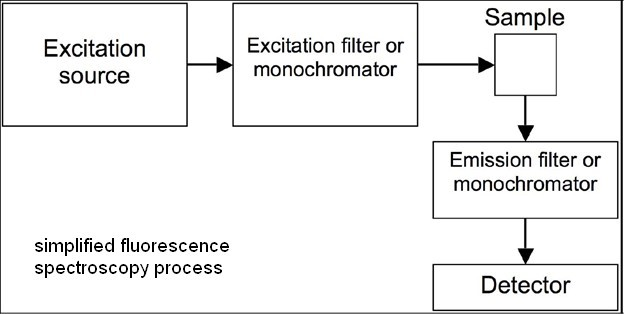 Excitation
source
Excitation filter or
monochromator
Sample
Emission filter or
monochromator
Detector
simplified fluorescence
spectroscopy process